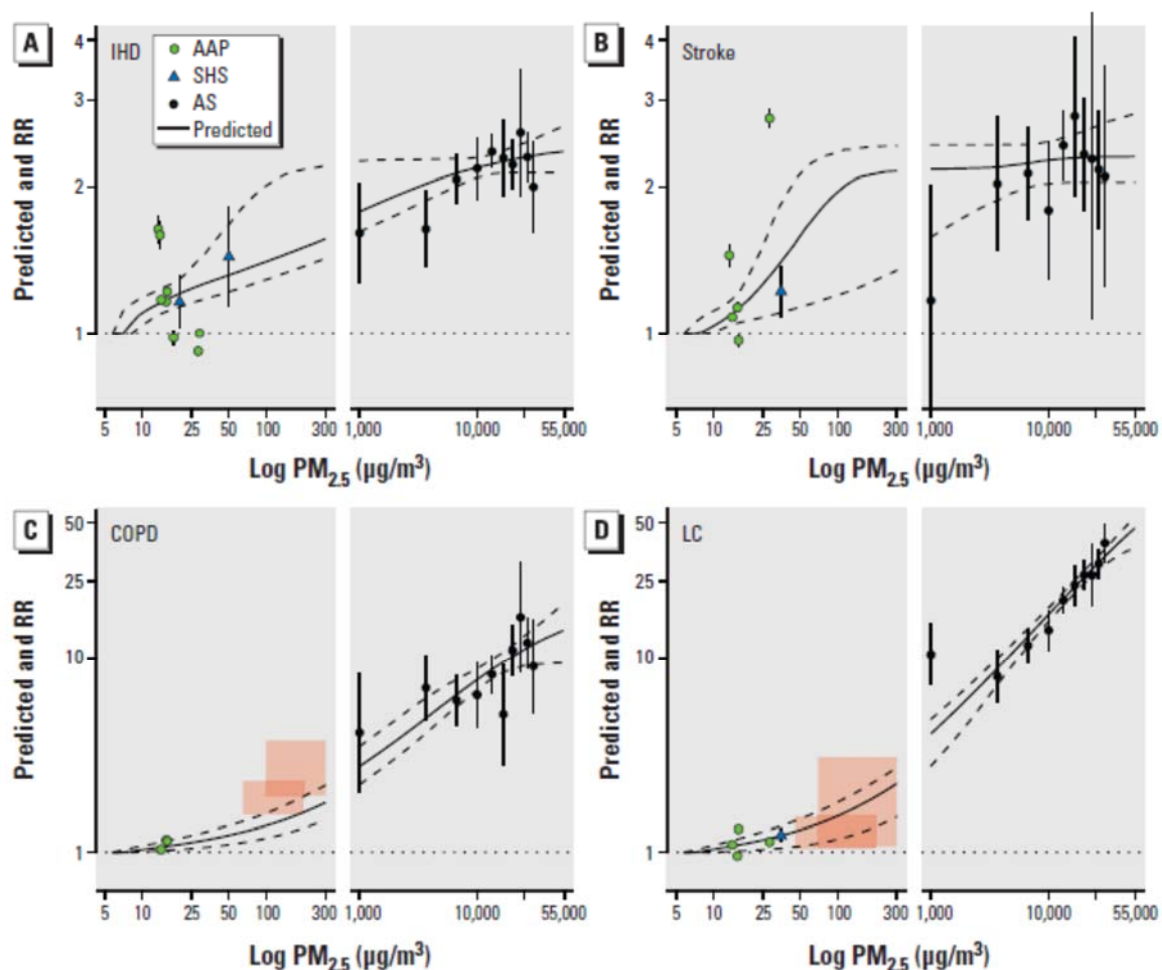 A
IHD
AAP
SHS
AS
Predicted
Predicted and RR
4
3
2
1
5 10 25 50 100 300 1,000 10,000 55,000
Log PM2.5 (µg/m3)
B
Stroke
Predicted and RR
4
3
2
1
5 10 25 50 100 300 1,000 10,000 55,000
Log PM2.5 (µg/m3)
C
COPD
Predicted and RR
50
25
10
1
5 10 25 50 100 300 1,000 10,000 55,000
Log PM2.5 (µg/m3)
D
LC
Predicted and RR
50
25
10
1
5 10 25 50 100 300 1,000 10,000 55,000
Log PM2.5 (µg/m3)